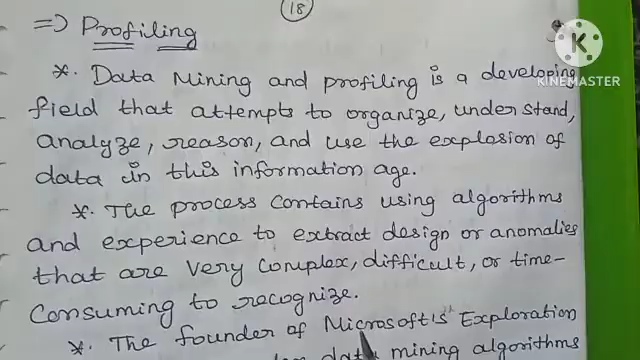 18
=> Profiling
KINEMASTER
*. Data Mining and profiling is a developing
field that attempts to organize, understand,
analyze, reason, and use the explosion of
data in this information age.
*. The process contains using algorithms
and experience to extract design or anomalies
that are very complex, difficult, or time-
consuming to recognize.
*. The founder of Microsoft's Exploration
data mining algorithms